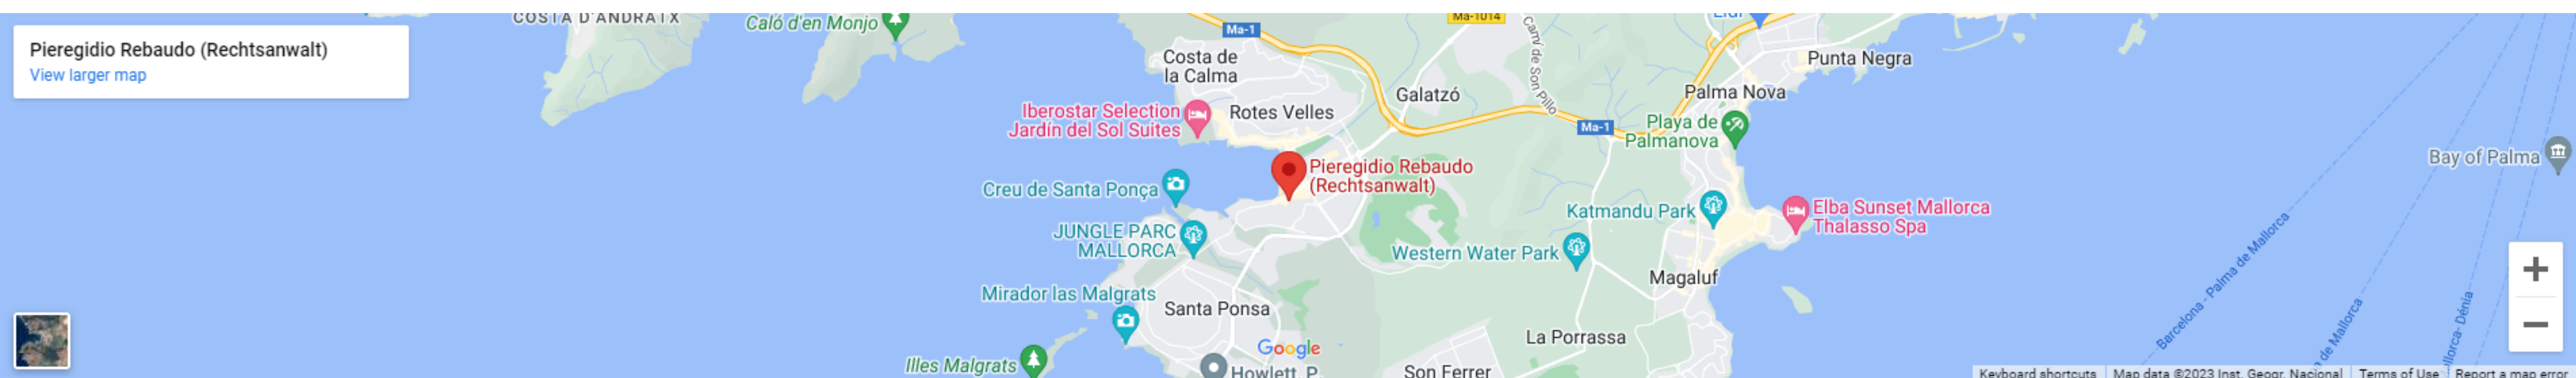 COSTA D'ANDRATX
Caló d'en Monjo
Ma-1
Ma-1014
Lidl
Pieregidio Rebaudo (Rechtsanwalt)
View larger map
Costa de
la Calma
Camí de Son Pillo
Punta Negra
Galatzó
Palma Nova
Iberostar Selection
Jardín del Sol Suites
Rotes Velles
Ma-1
Playa de
Palmanova
Bay of Palma
Pieregidio Rebaudo
(Rechtsanwalt)
Creu de Santa Ponça
Katmandu Park
Elba Sunset Mallorca
Thalasso Spa
JUNGLE PARC
MALLORCA
Western Water Park
Magaluf
Barcelona - Palma de Mallorca
Mirador las Malgrats
Santa Ponsa
La Porrassa
de Mallorca
Dénia
Google
Illes Malgrats
Howlett, P
Son Ferrer
Keyboard shortcuts
Map data ©2023 Inst. Geogr. Nacional
Terms of Use
Report a map error